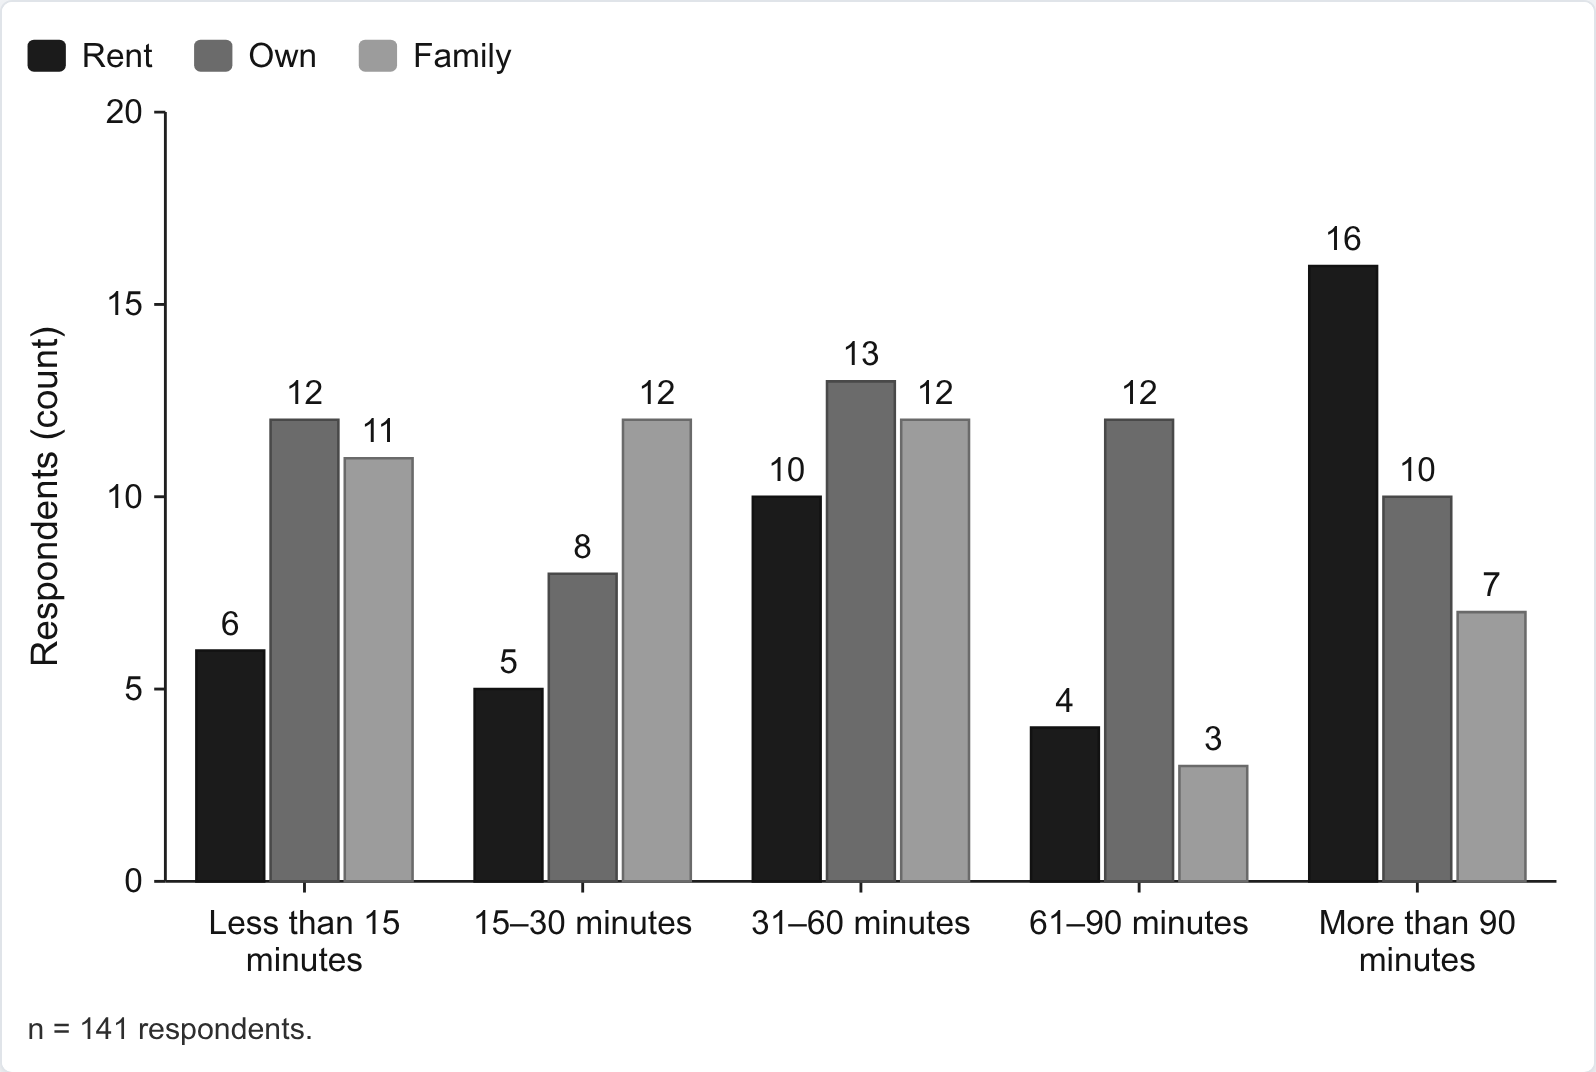 Rent Own Family
Respondents (count)
20
15
10
5
0
6 12 11
5 8 12
10 13 12
4 12 3
16 10 7
Less than 15
minutes
15–30 minutes
31–60 minutes
61–90 minutes
More than 90
minutes
n = 141 respondents.